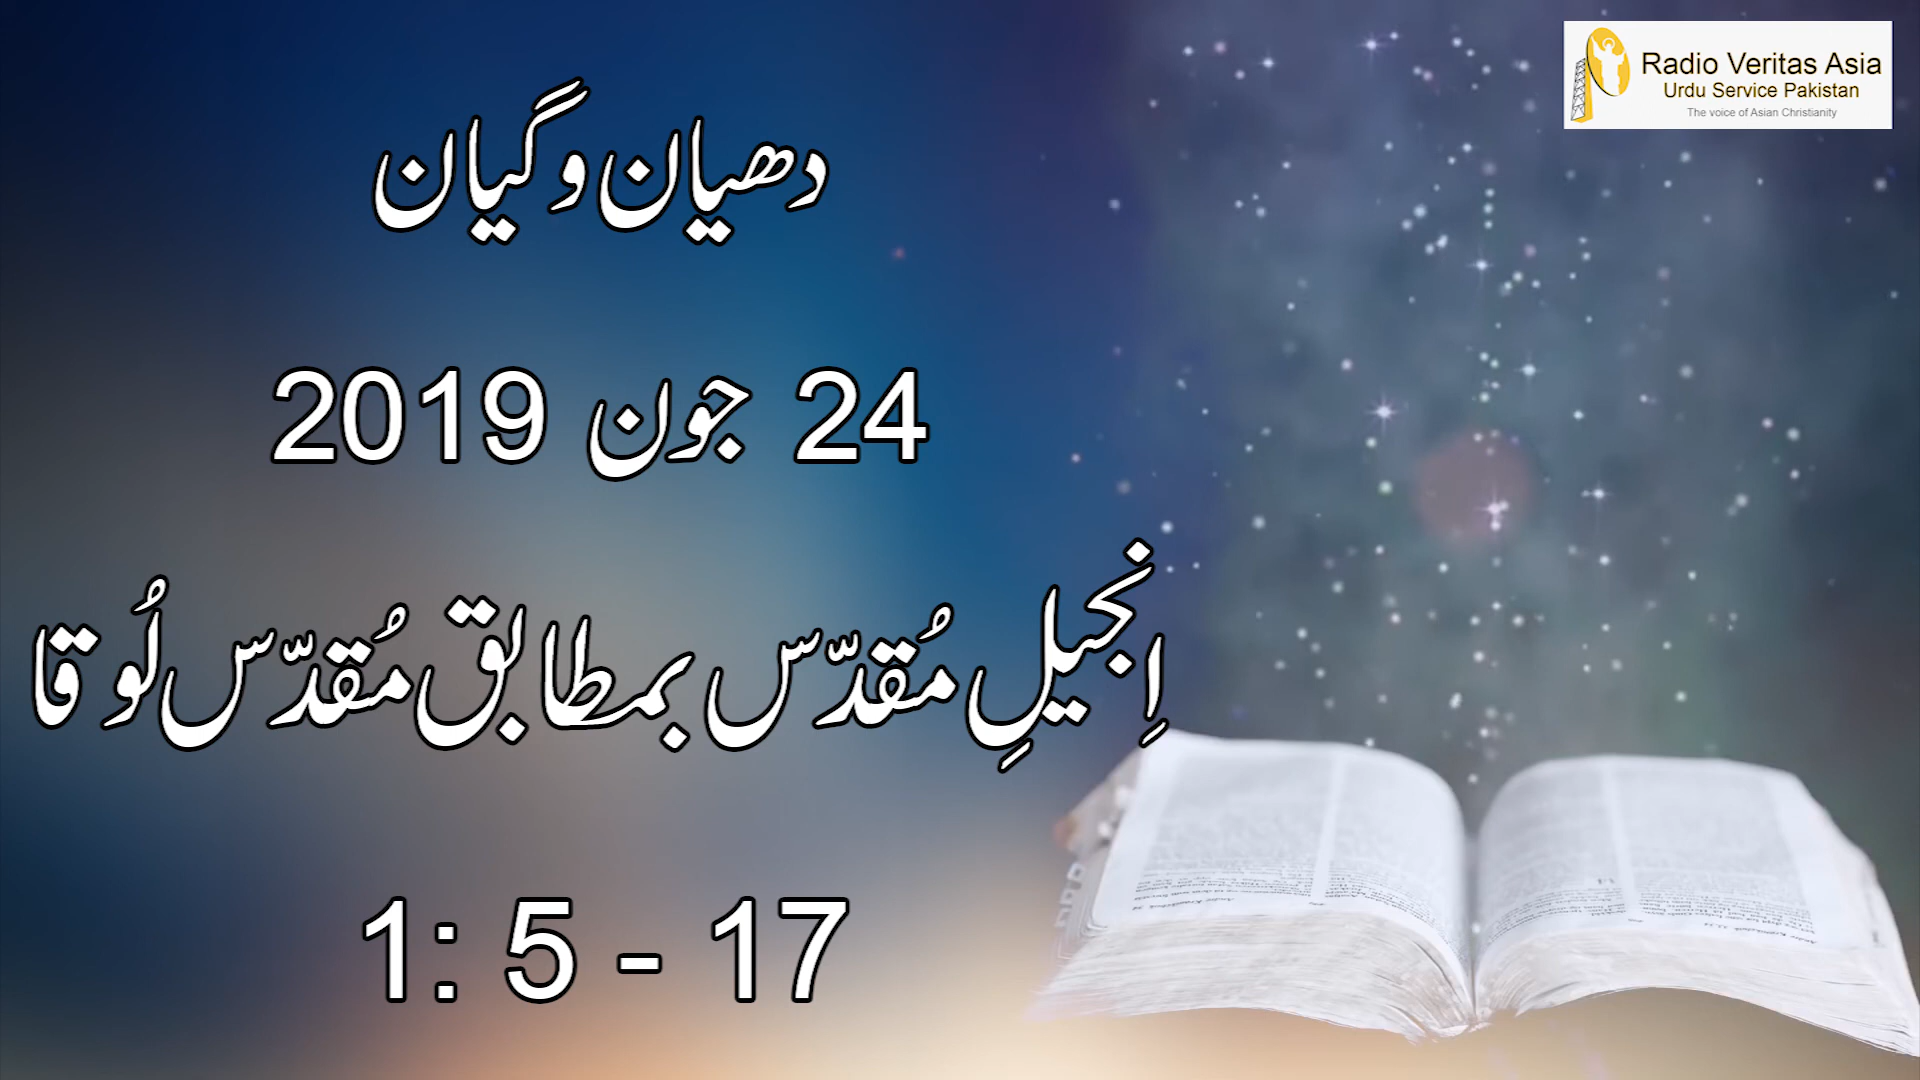 Radio Veritas Asia
Urdu Service Pakistan
The voice of Asian Christianity
دھیان و گیان
24 جون 2019
اِنجیلِ مُقدّس بمطابق مُقدّس لُوقا
1: 5 - 17